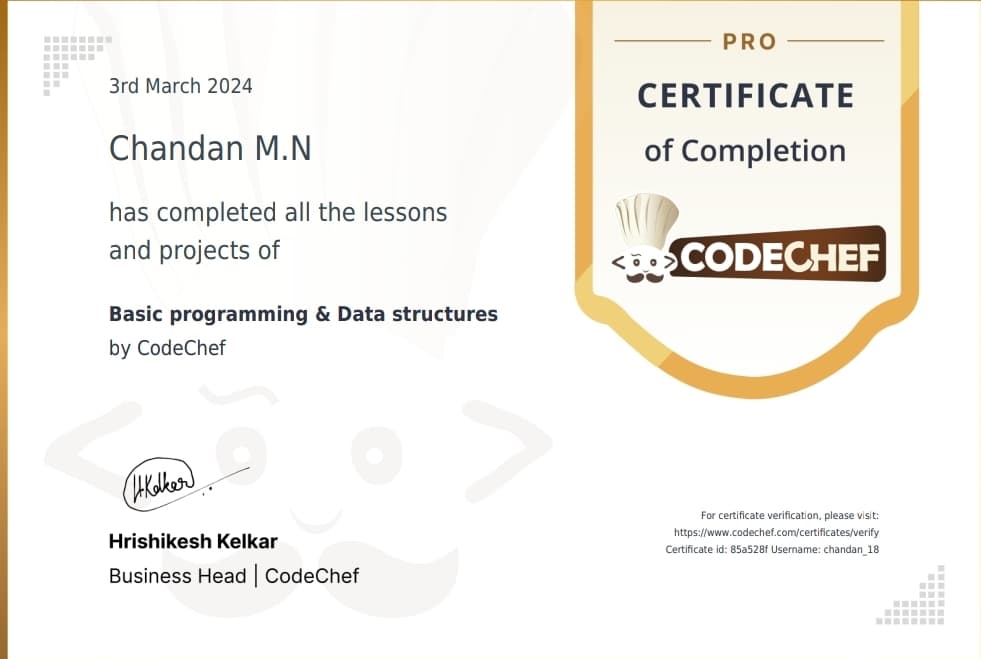 3rd March 2024
Chandan M.N
has completed all the lessons
and projects of
Basic programming & Data structures
by CodeChef
H.Kelkar
Hrishikesh Kelkar
Business Head | CodeChef
PRO
CERTIFICATE
of Completion
CODECHEF
For certificate verification, please visit:
https://www.codechef.com/certificates/verify
Certificate id: 85a528f Username: chandan_18